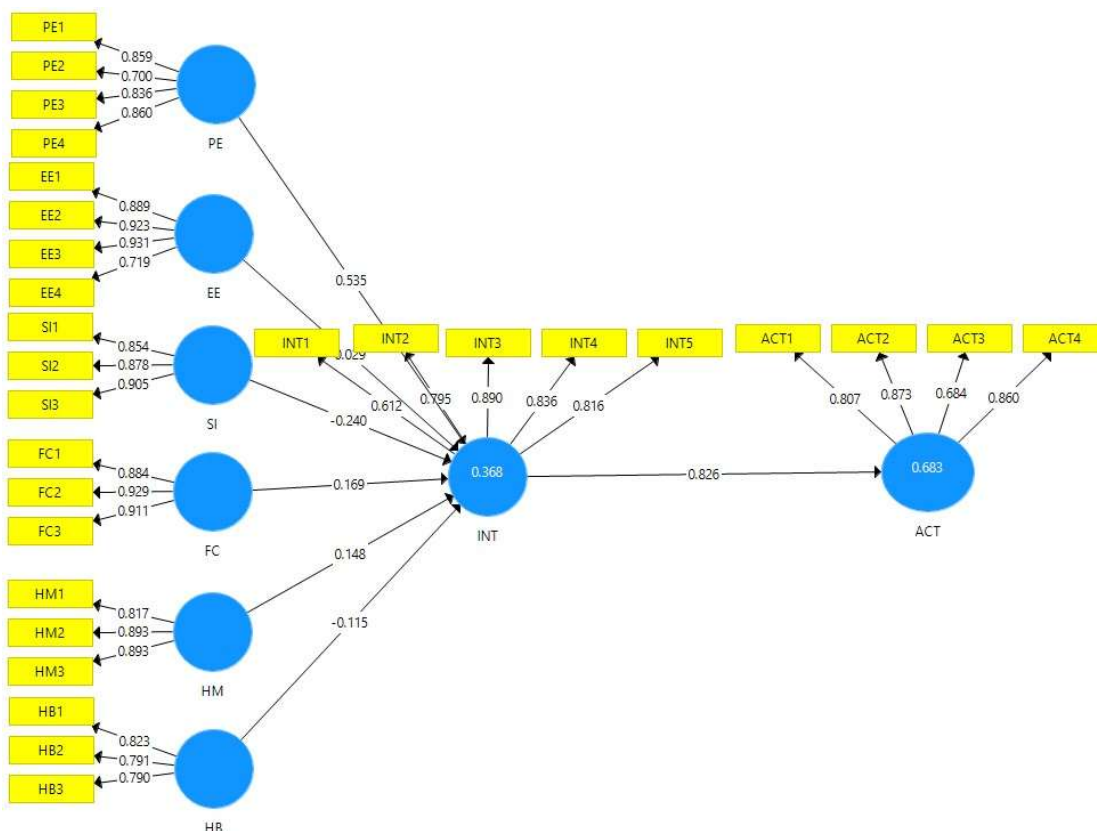 PE1
PE2
PE3
PE4
0.859
0.700
0.836
0.860
PE
EE1
EE2
EE3
EE4
0.889
0.923
0.931
0.719
EE
SI1
SI2
SI3
0.854
0.878
0.905
SI
FC1
FC2
FC3
0.884
0.929
0.911
FC
HM1
HM2
HM3
0.817
0.893
0.893
HM
HB1
HB2
HB3
0.823
0.791
0.790
HB
0.535
0.029
-0.240
0.169
0.148
-0.115
INT1
INT2
INT3
INT4
INT5
0.612
0.795
0.890
0.836
0.816
0.368
INT
0.826
ACT1
ACT2
ACT3
ACT4
0.807
0.873
0.684
0.860
0.683
ACT